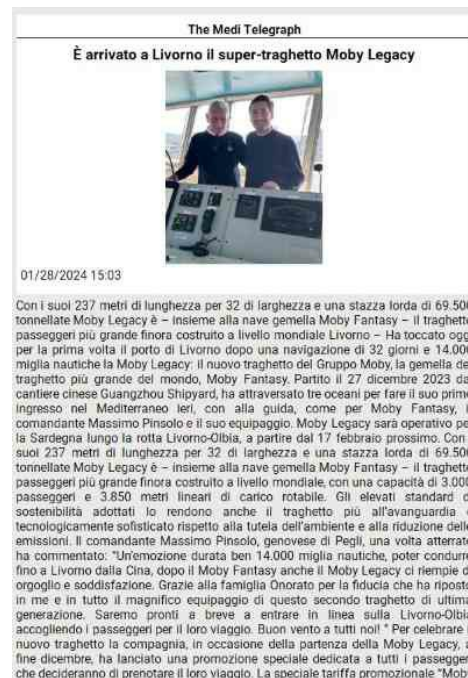 The Medi Telegraph
È arrivato a Livorno il super-traghetto Moby Legacy
01/28/2024 15:03
Con i suoi 237 metri di lunghezza per 32 di larghezza e una stazza lorda di 69.500
tonnellate Moby Legacy è – insieme alla nave gemella Moby Fantasy – il traghetto
passeggeri più grande finora costruito a livello mondiale Livorno – Ha toccato oggi
per la prima volta il porto di Livorno dopo una navigazione di 32 giorni e 14.000
miglia nautiche la Moby Legacy: il nuovo traghetto del Gruppo Moby, la gemella del
traghetto più grande del mondo, Moby Fantasy. Partito il 27 dicembre 2023 dal
cantiere cinese Guangzhou Shipyard, ha attraversato tre oceani per fare il suo primo
ingresso nel Mediterraneo ieri, con alla guida, come per Moby Fantasy,
comandante Massimo Pinsolo e il suo equipaggio. Moby Legacy sarà operativo per
la Sardegna lungo la rotta Livorno-Olbia, a partire dal 17 febbraio prossimo. Con
suoi 237 metri di lunghezza per 32 di larghezza e una stazza lorda di 69.500
tonnellate Moby Legacy è – insieme alla nave gemella Moby Fantasy – il traghetto
passeggeri più grande finora costruito a livello mondiale, con una capacità di 3.000
passeggeri e 3.850 metri lineari di carico rotabile. Gli elevati standard di
sostenibilità adottati lo rendono anche il traghetto più all'avanguardia e
tecnologicamente sofisticato rispetto alla tutela dell'ambiente e alla riduzione delle
emissioni. Il comandante Massimo Pinsolo, genovese di Pegli, una volta atterrato
ha commentato: "Un'emozione durata ben 14.000 miglia nautiche, poter condurre
fino a Livorno dalla Cina, dopo il Moby Fantasy anche il Moby Legacy ci riempie di
orgoglio e soddisfazione. Grazie alla famiglia Onorato per la fiducia che ha riposto
in me e in tutto il magnifico equipaggio di questo secondo traghetto di ultima
generazione. Saremo pronti a breve a entrare in linea sulla Livorno-Olbia
accogliendo i passeggeri per il loro viaggio. Buon vento a tutti noi! " Per celebrare
nuovo traghetto la compagnia, in occasione della partenza della Moby Legacy, a
fine dicembre, ha lanciato una promozione speciale dedicata a tutti i passeggeri
che decideranno di prenotare il loro viaggio. La speciale tariffa promozionale "Moby